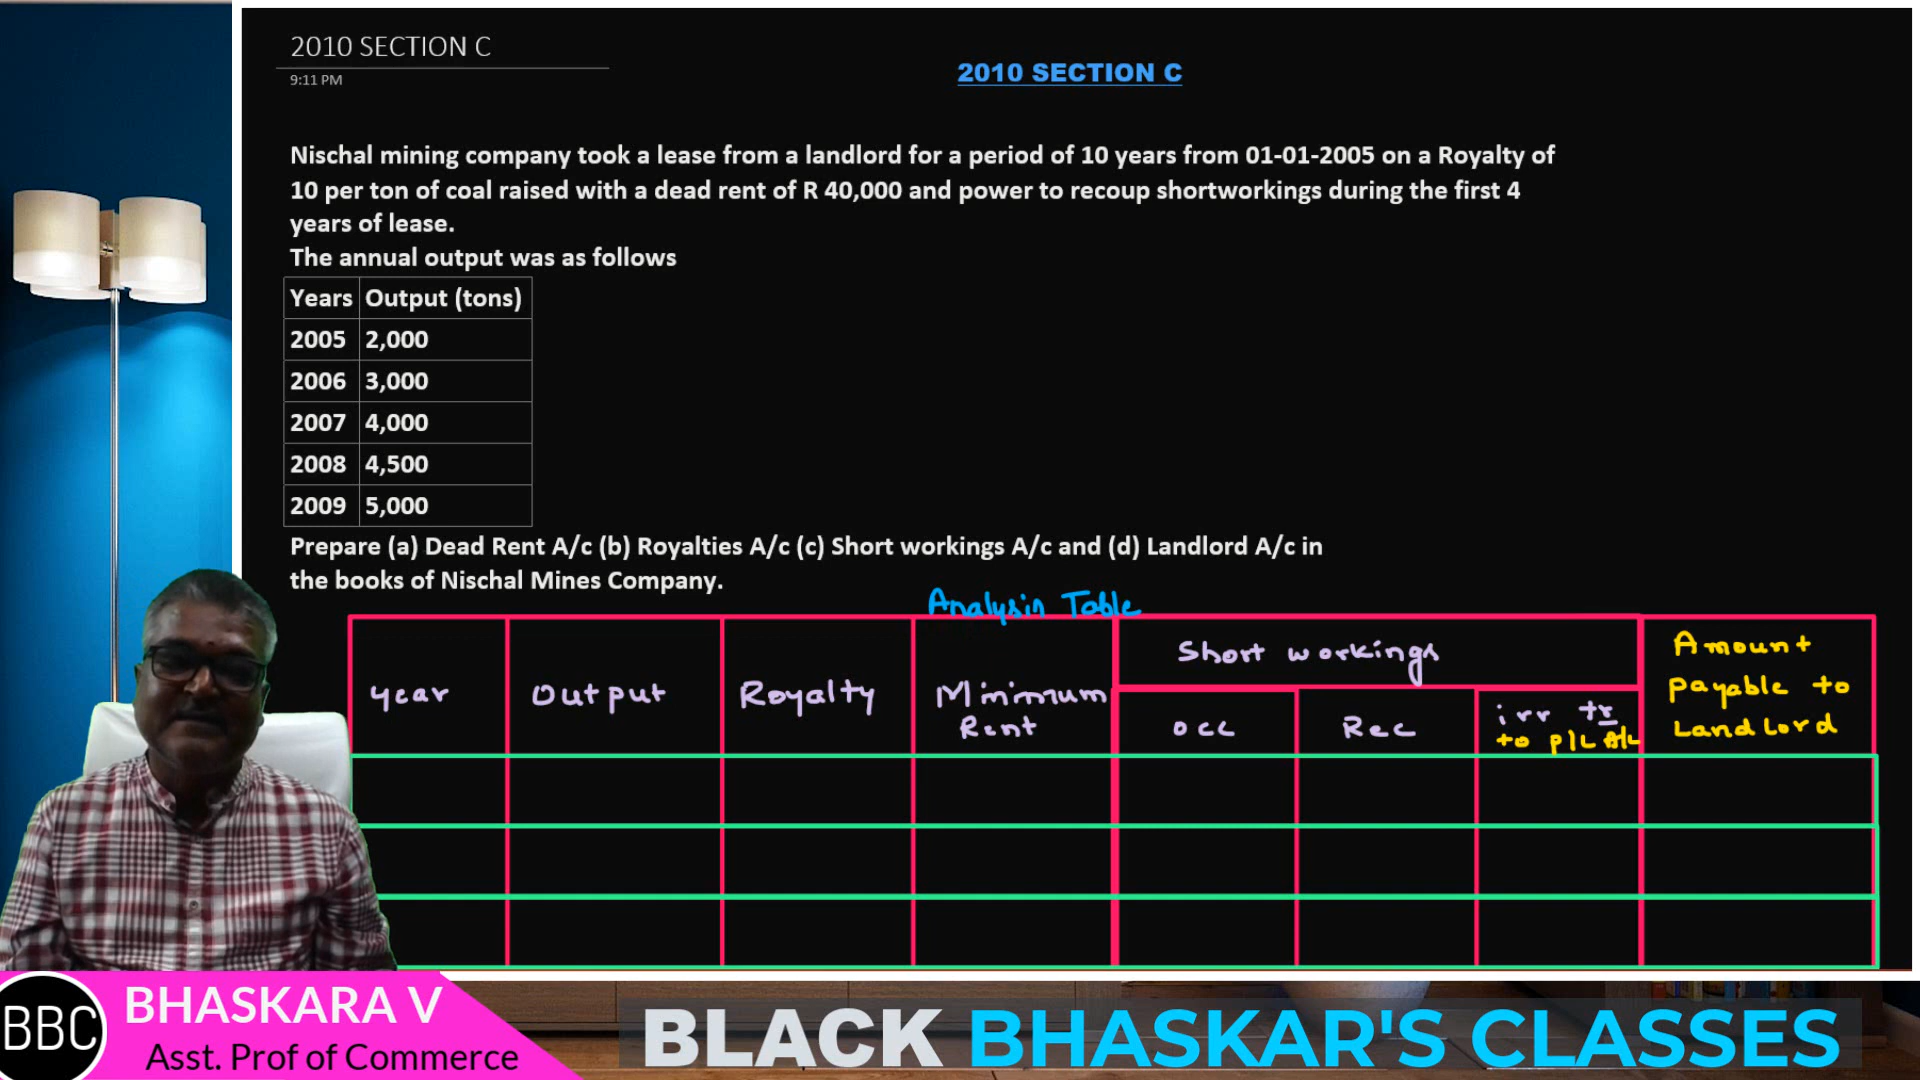 2010 SECTION C
9:11 PM
2010 SECTION C
Nischal mining company took a lease from a landlord for a period of 10 years from 01-01-2005 on a Royalty of
10 per ton of coal raised with a dead rent of R 40,000 and power to recoup shortworkings during the first 4
years of lease.
The annual output was as follows
Years Output (tons)
2005 2,000
2006 3,000
2007 4,000
2008 4,500
2009 5,000
Prepare (a) Dead Rent A/c (b) Royalties A/c (c) Short workings A/c and (d) Landlord A/c in
the books of Nischal Mines Company.
Analysis Table
year Output Royalty Minimum Rent Short workings Amount payable to Landlord
occ Rec irr tr to P/L A/c
BBC
BHASKARA V
Asst. Prof of Commerce
BLACK BHASKAR'S CLASSES